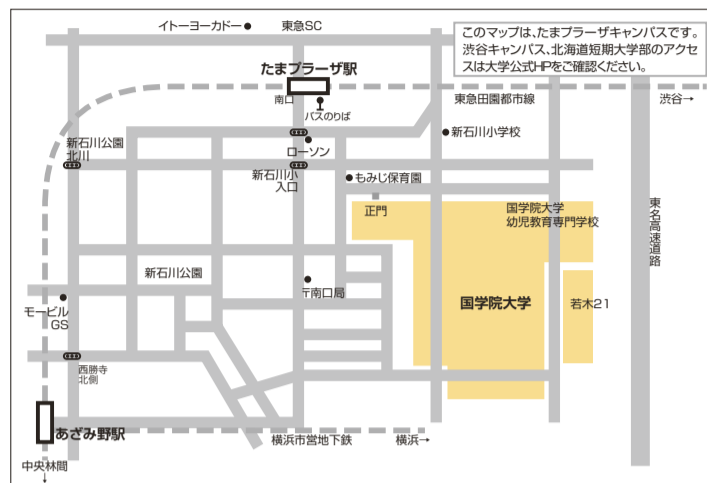 イトーヨーカドー
東急SC
このマップは、たまプラーザキャンパスです。
渋谷キャンパス、北海道短期大学部のアクセ
スは大学公式HPをご確認ください。
たまプラーザ駅
南口
バスのりば
東急田園都市線
渋谷→
新石川公園
北川
ローソン
新石川小学校
新石川小
入口
もみじ保育園
正門
国学院大学
幼児教育専門学校
東名高速道路
新石川公園
〒南口局
国学院大学
若木21
モービル
GS
西勝寺
北側
あざみ野駅
横浜市営地下鉄
横浜→
中央林間
↓